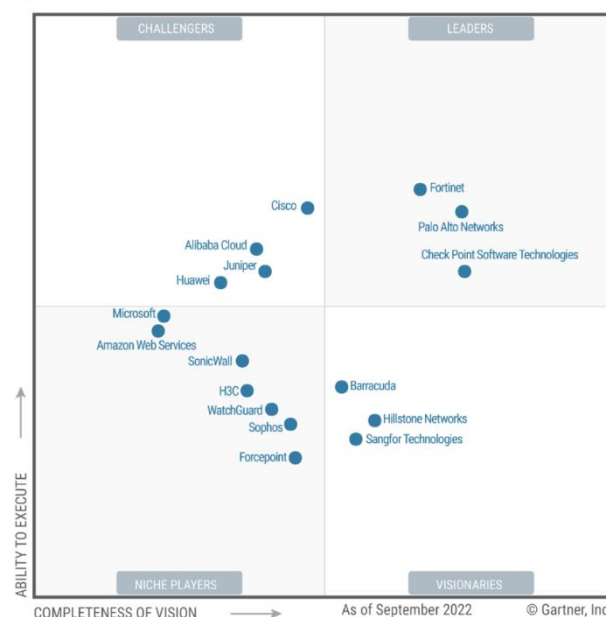 CHALLENGERS
LEADERS
Fortinet
Cisco
Palo Alto Networks
Alibaba Cloud
Check Point Software Technologies
Juniper
Huawei
Microsoft
Amazon Web Services
SonicWall
H3C
Barracuda
WatchGuard
Hillstone Networks
Sophos
Sangfor Technologies
Forcepoint
ABILITY TO EXECUTE
NICHE PLAYERS
VISIONARIES
COMPLETENESS OF VISION
As of September 2022
© Gartner, Inc